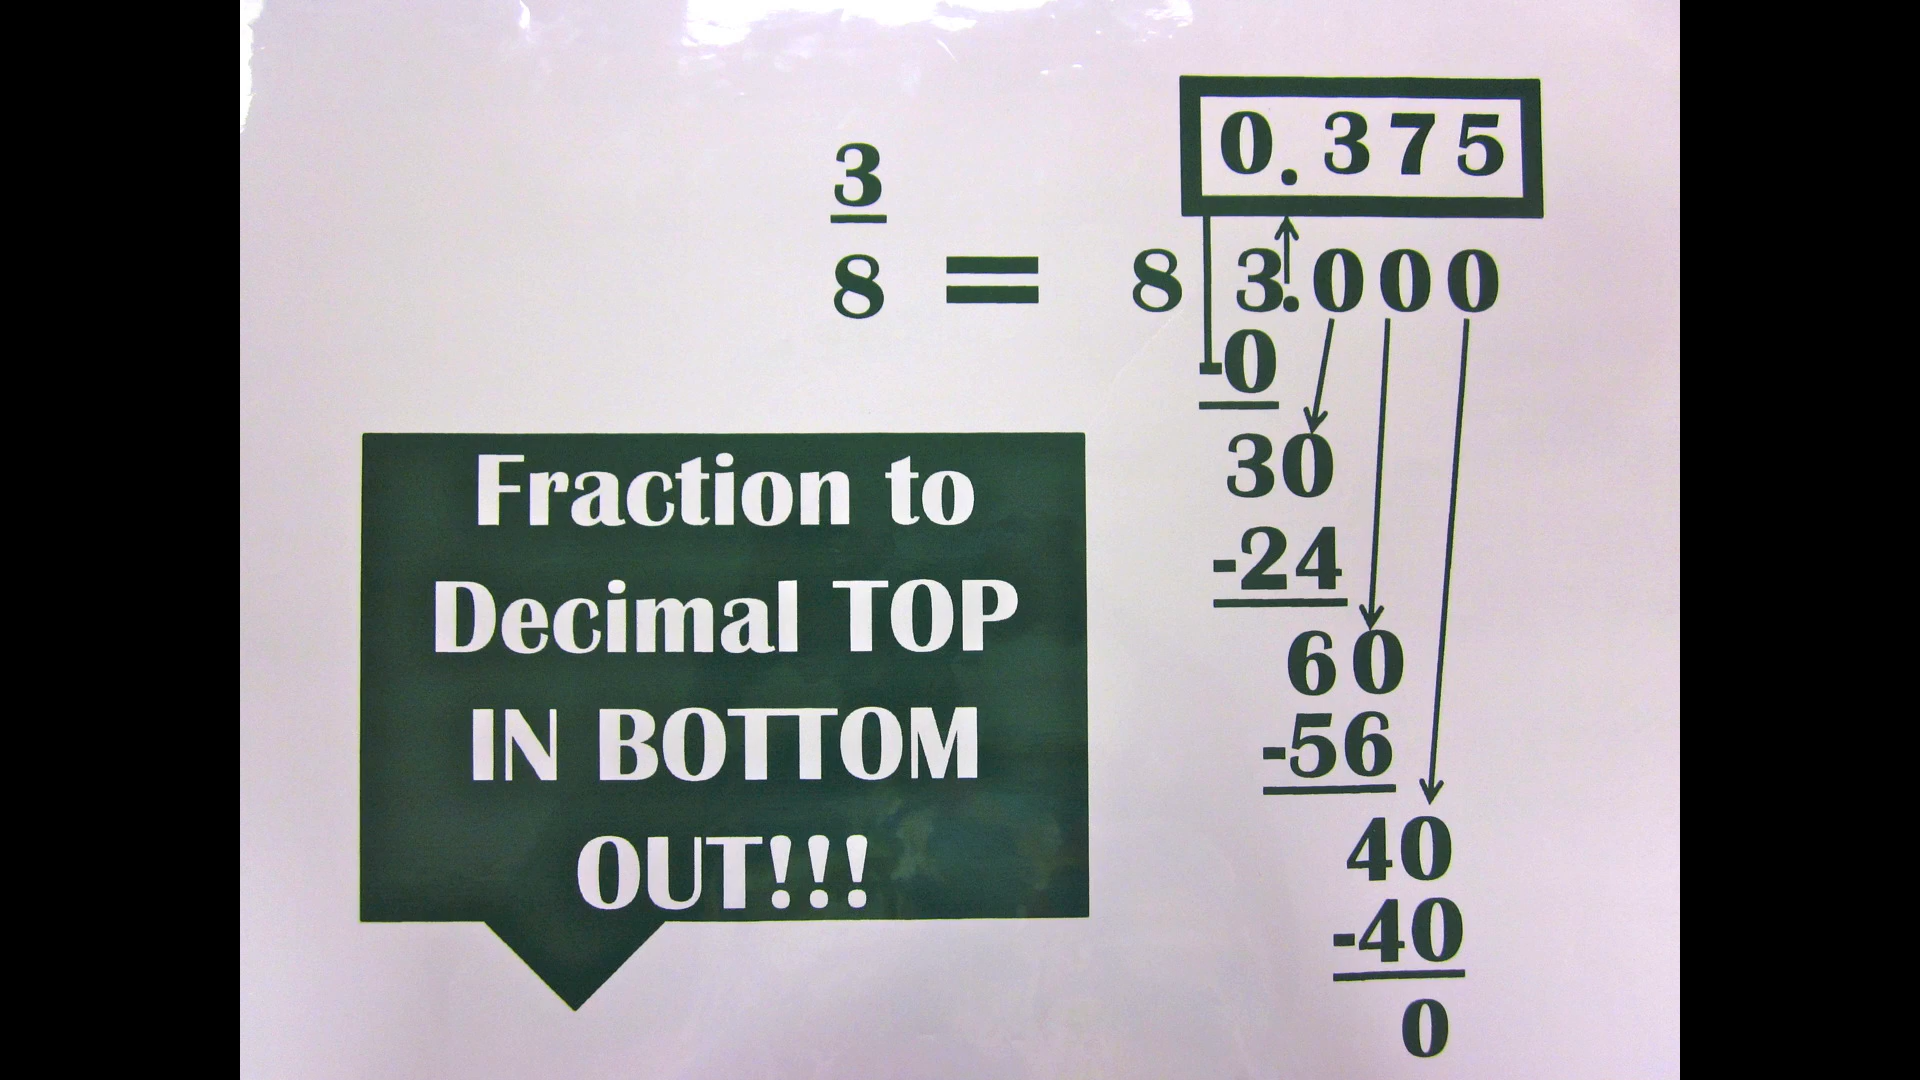 0.375
3
8 = 8 3.000
-0
30
-24
60
-56
40
-40
0
Fraction to
Decimal TOP
IN BOTTOM
OUT!!!